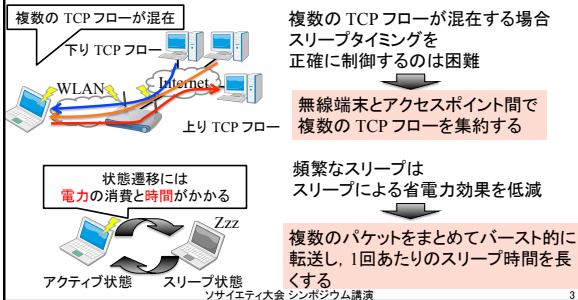 複数の TCP フローが混在
下り TCP フロー
WLAN
Internet
上り TCP フロー
複数の TCP フローが混在する場合
スリープタイミングを
正確に制御するのは困難
無線端末とアクセスポイント間で
複数の TCP フローを集約する
状態遷移には
電力の消費と時間がかかる
Zzz
アクティブ状態
スリープ状態
頻繁なスリープは
スリープによる省電力効果を低減
複数のパケットをまとめてバースト的に
転送し, 1回あたりのスリープ時間を長
くする
ソサイエティ大会 シンポジウム講演
3